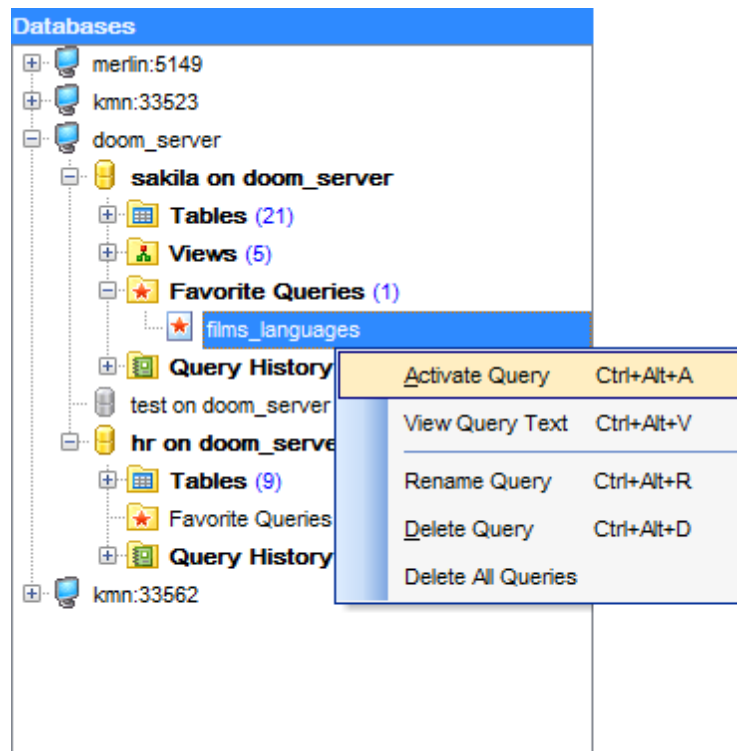 Databases
merlin:5149
kmn:33523
doom_server
sakila on doom_server
Tables (21)
Views (5)
Favorite Queries (1)
films_languages
Query History
Activate Query Ctrl+Alt+A
test on doom_server
View Query Text Ctrl+Alt+V
hr on doom_serve
Tables (9)
Rename Query Ctrl+Alt+R
Favorite Queries
Delete Query Ctrl+Alt+D
Query History
Delete All Queries
kmn:33562